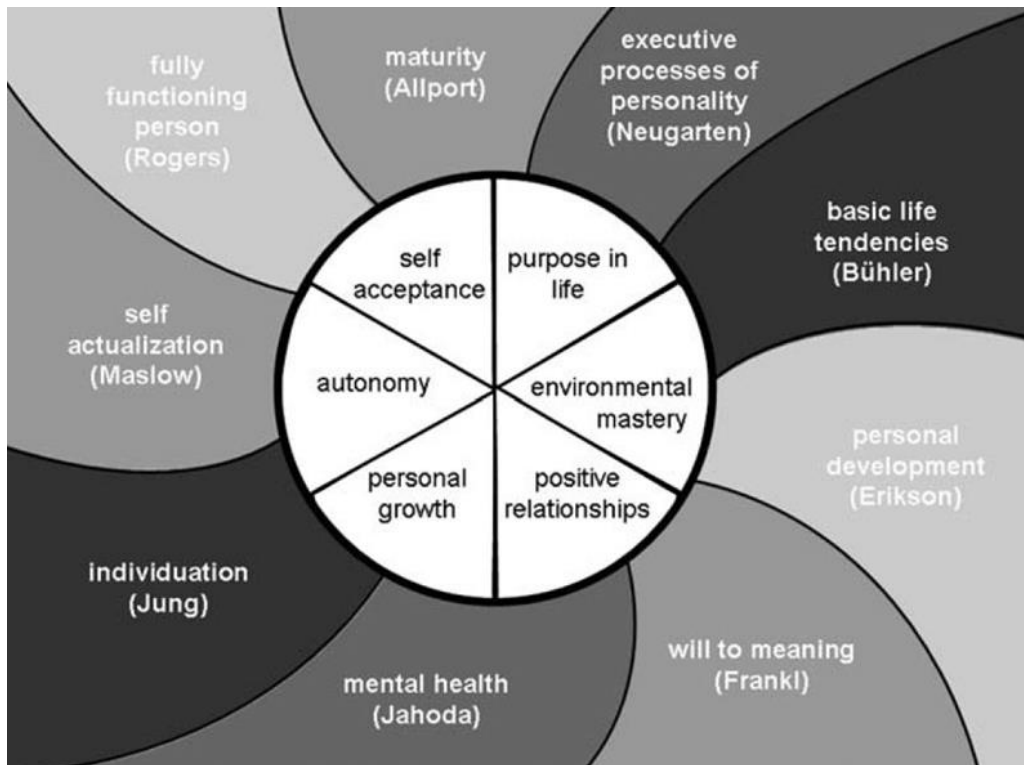 fully
functioning
person
(Rogers)
maturity
(Allport)
executive
processes of
personality
(Neugarten)
basic life
tendencies
(Bühler)
personal
development
(Erikson)
will to meaning
(Frankl)
mental health
(Jahoda)
individuation
(Jung)
self
actualization
(Maslow)
self
acceptance
purpose in
life
environmental
mastery
positive
relationships
personal
growth
autonomy